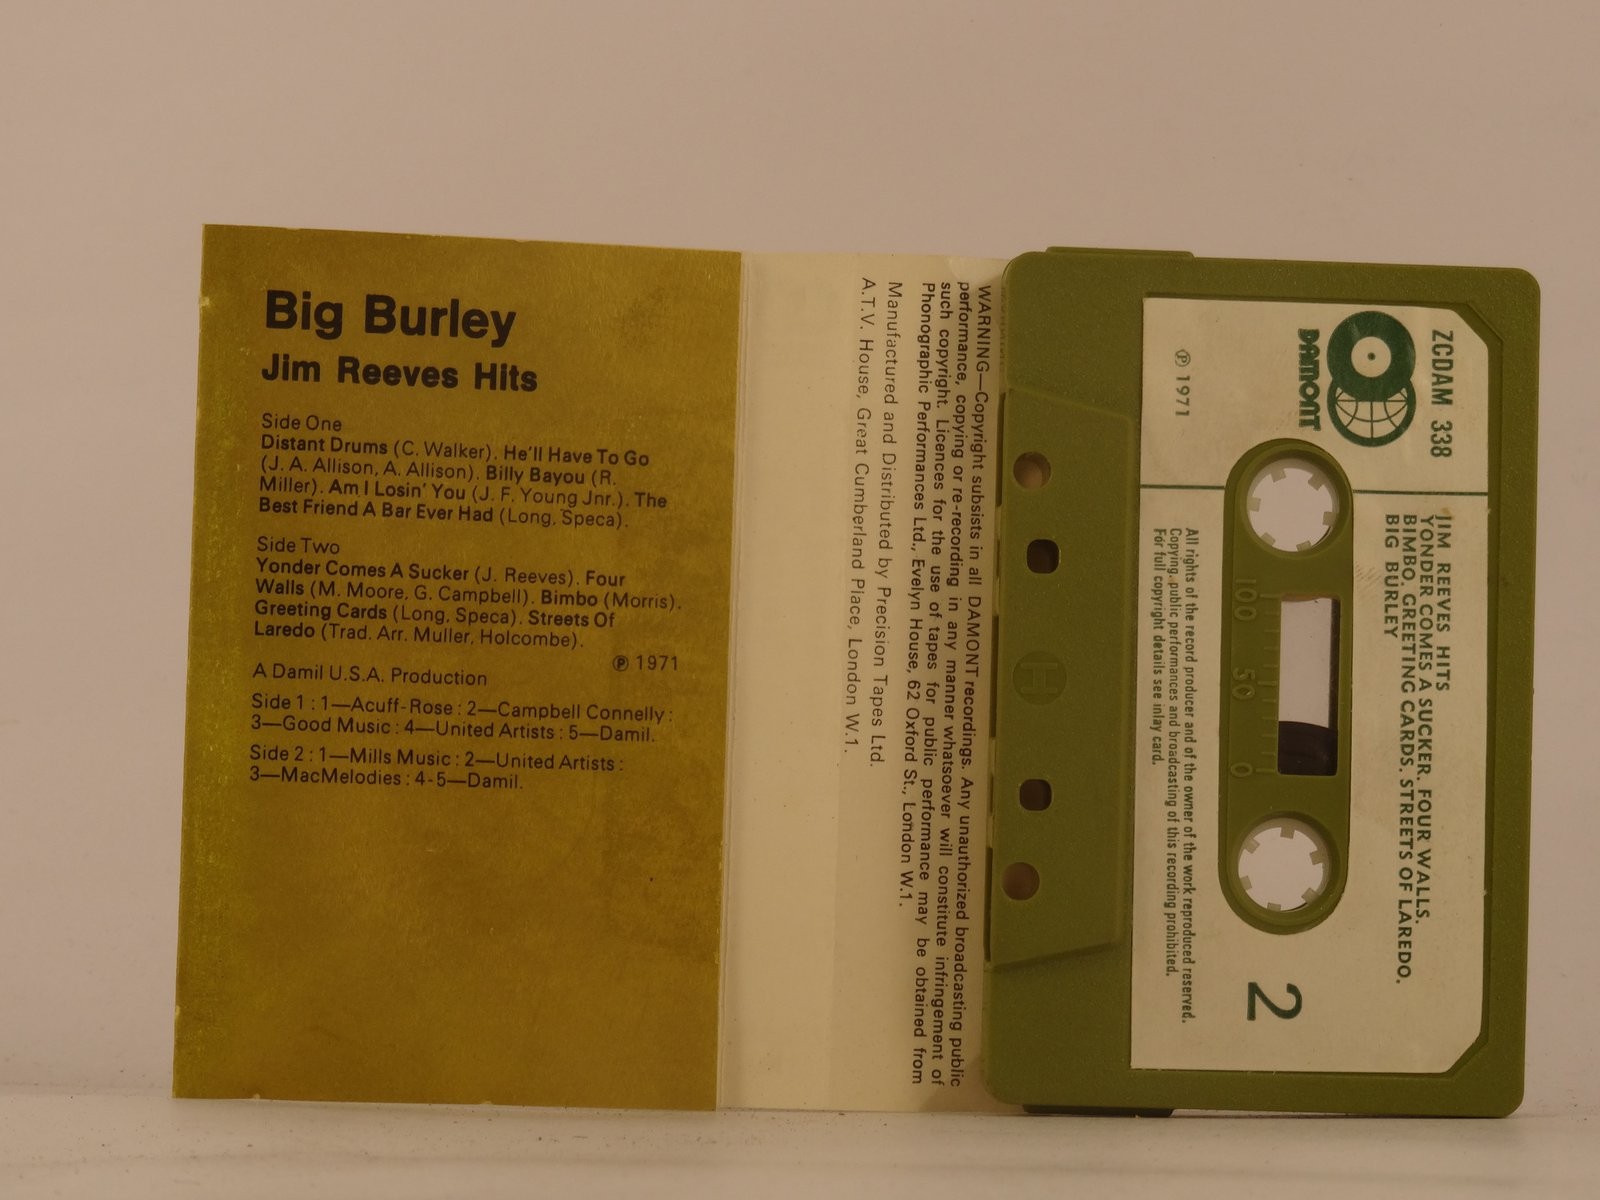 Big Burley
Jim Reeves Hits
Side One
Distant Drums (C. Walker). He'll Have To Go
(J. A. Allison, A. Allison). Billy Bayou (R.
Miller). Am I Losin' You (J. F. Young Jnr.). The
Best Friend A Bar Ever Had (Long, Speca).
Side Two
Yonder Comes A Sucker (J. Reeves). Four
Walls (M. Moore, G. Campbell). Bimbo (Morris).
Greeting Cards (Long, Speca). Streets Of
Laredo (Trad. Arr. Muller, Holcombe).
℗ 1971
A Damil U.S.A. Production
Side 1 : 1—Acuff-Rose : 2—Campbell Connelly :
3—Good Music : 4—United Artists : 5—Damil.
Side 2 : 1—Mills Music : 2—United Artists :
3—MacMelodies : 4-5—Damil.
WARNING—Copyright subsists in all DAMONT recordings. Any unauthorized broadcasting public
performance, copying or re-recording in any manner whatsoever will constitute infringement of
such copyright. Licences for the use of tapes for public performance may be obtained from
Phonographic Performances Ltd., Evelyn House, 62 Oxford St., London W.1.
Manufactured and Distributed by Precision Tapes Ltd.
A.T.V. House, Great Cumberland Place, London W.1.
ZCDAM 338
DAMONT
℗ 1971
JIM REEVES HITS
YONDER COMES A SUCKER. FOUR WALLS.
BIMBO. GREETING CARDS. STREETS OF LAREDO.
BIG BURLEY
100 50 0
2
All rights of the record producer and of the owner of the work reproduced reserved.
Copying, public performances and broadcasting of this recording prohibited.
For full copyright details see inlay card.